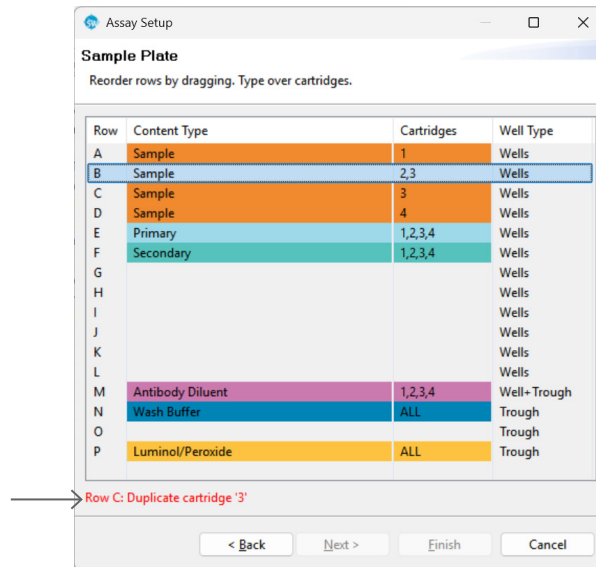 Assay Setup
Sample Plate
Reorder rows by dragging. Type over cartridges.
Row Content Type Cartridges Well Type
A Sample 1 Wells
B Sample 2,3 Wells
C Sample 3 Wells
D Sample 4 Wells
E Primary 1,2,3,4 Wells
F Secondary 1,2,3,4 Wells
G Wells
H Wells
I Wells
J Wells
K Wells
L Wells
M Antibody Diluent 1,2,3,4 Well+Trough
N Wash Buffer ALL Trough
O Trough
P Luminol/Peroxide ALL Trough
Row C: Duplicate cartridge '3'
< Back Next > Finish Cancel